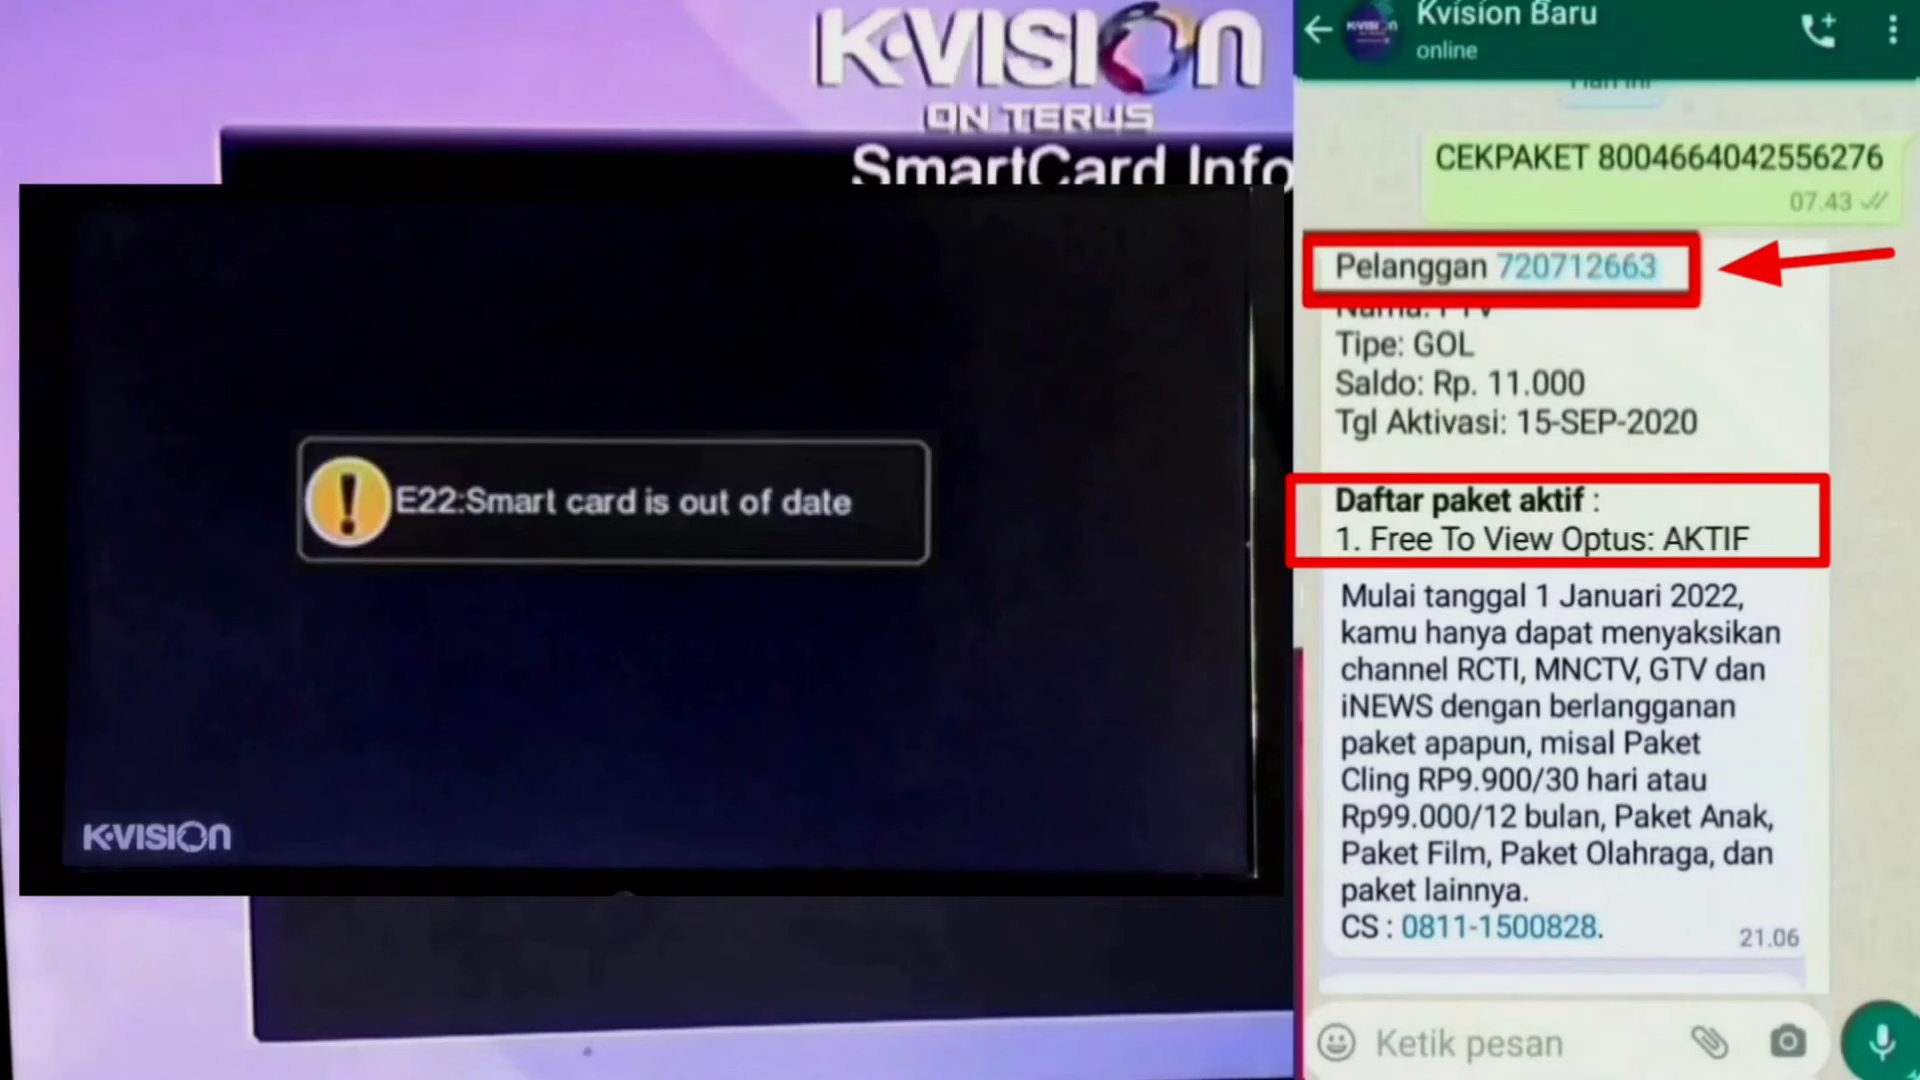 K-VISION
ON TERUS
SmartCard Info
E22:Smart card is out of date
K-VISION
Kvision Baru
online
Hari ini
CEKPAKET 8004664042556276
07.43
Pelanggan 720712663
Nama: FTV
Tipe: GOL
Saldo: Rp. 11.000
Tgl Aktivasi: 15-SEP-2020
Daftar paket aktif :
1. Free To View Optus: AKTIF
Mulai tanggal 1 Januari 2022,
kamu hanya dapat menyaksikan
channel RCTI, MNCTV, GTV dan
iNEWS dengan berlangganan
paket apapun, misal Paket
Cling RP9.900/30 hari atau
Rp99.000/12 bulan, Paket Anak,
Paket Film, Paket Olahraga, dan
paket lainnya.
CS : 0811-1500828.
21.06
Ketik pesan